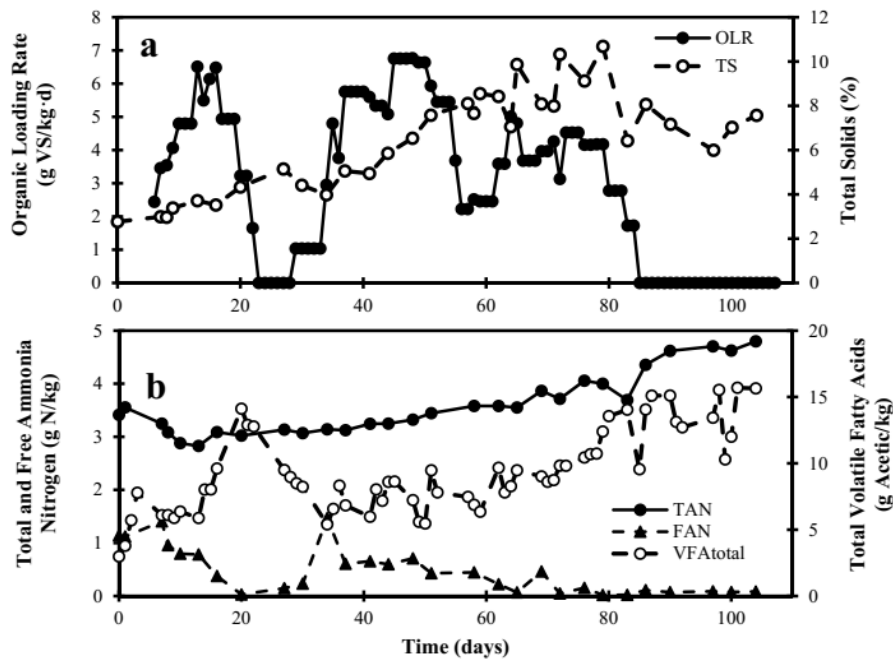 a
OLR
TS
Organic Loading Rate
(g VS/kg·d)
8
7
6
5
4
3
2
1
0
Total Solids (%)
12
10
8
6
4
2
0
0 20 40 60 80 100
b
TAN
FAN
VFAtotal
Total and Free Ammonia
Nitrogen (g N/kg)
5
4
3
2
1
0
Total Volatile Fatty Acids
(g Acetic/kg)
20
15
10
5
0
0 20 40 60 80 100
Time (days)